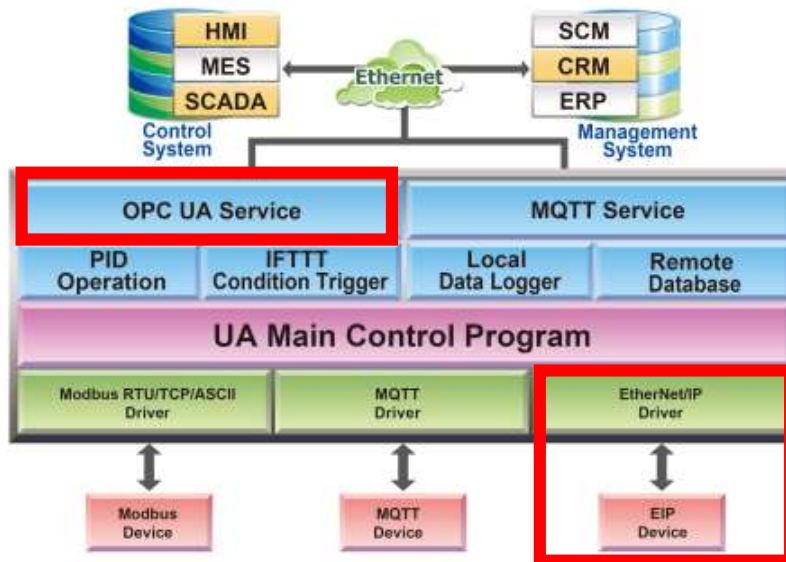 HMI
MES
SCADA
Control
System
Ethernet
SCM
CRM
ERP
Management
System
OPC UA Service
MQTT Service
PID
Operation
IFTTT
Condition Trigger
Local
Data Logger
Remote
Database
UA Main Control Program
Modbus RTU/TCP/ASCII
Driver
MQTT
Driver
EtherNet/IP
Driver
Modbus
Device
MQTT
Device
EIP
Device